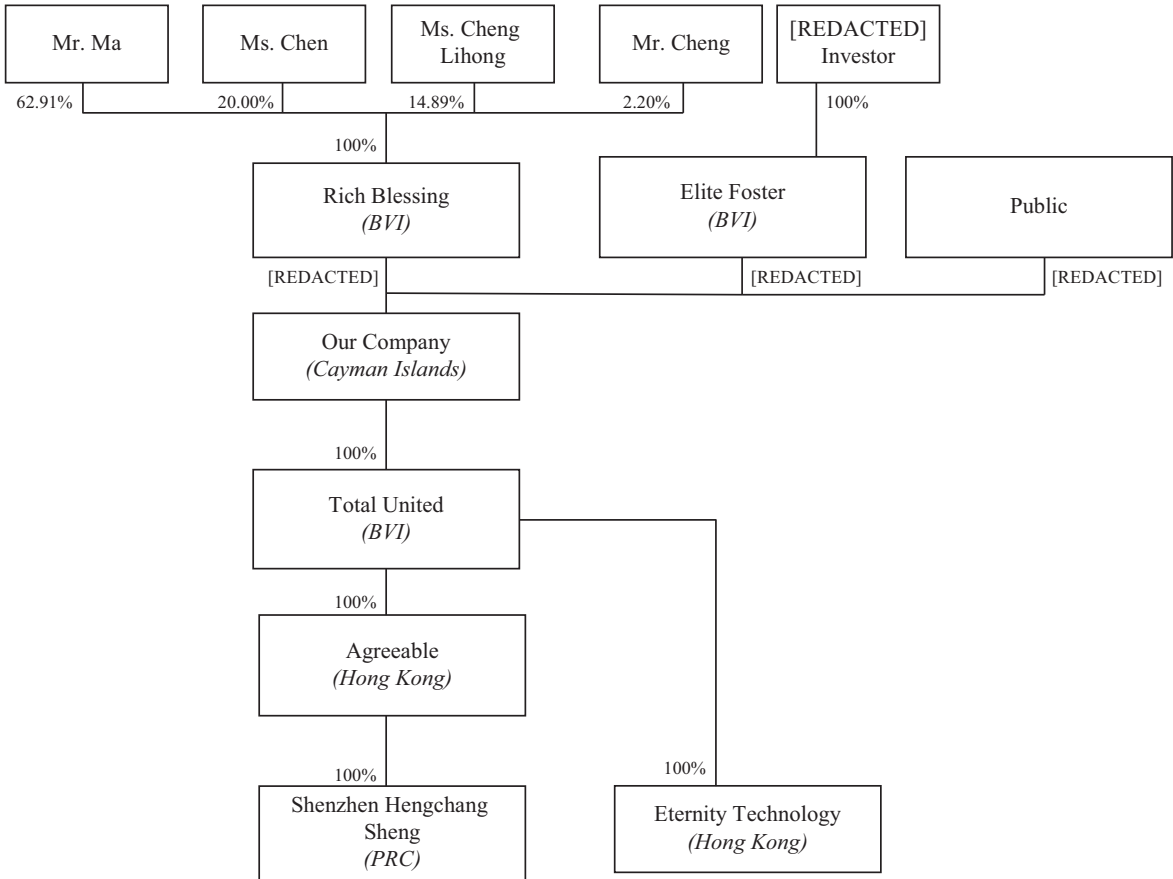 Mr. Ma
Ms. Chen
Ms. Cheng
Lihong
Mr. Cheng
[REDACTED]
Investor
62.91%
20.00%
14.89%
2.20%
100%
100%
Rich Blessing
(BVI)
Elite Foster
(BVI)
Public
[REDACTED]
[REDACTED]
[REDACTED]
Our Company
(Cayman Islands)
100%
Total United
(BVI)
100%
Agreeable
(Hong Kong)
100%
100%
Shenzhen Hengchang
Sheng
(PRC)
Eternity Technology
(Hong Kong)